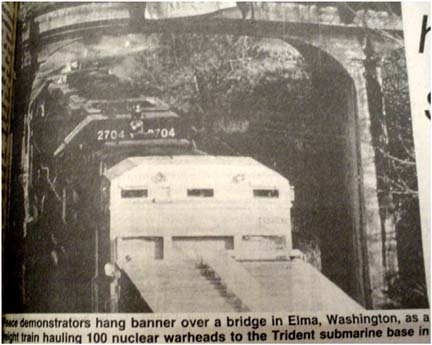 2704 2704
Peace demonstrators hang banner over a bridge in Elma, Washington, as a
freight train hauling 100 nuclear warheads to the Trident submarine base in